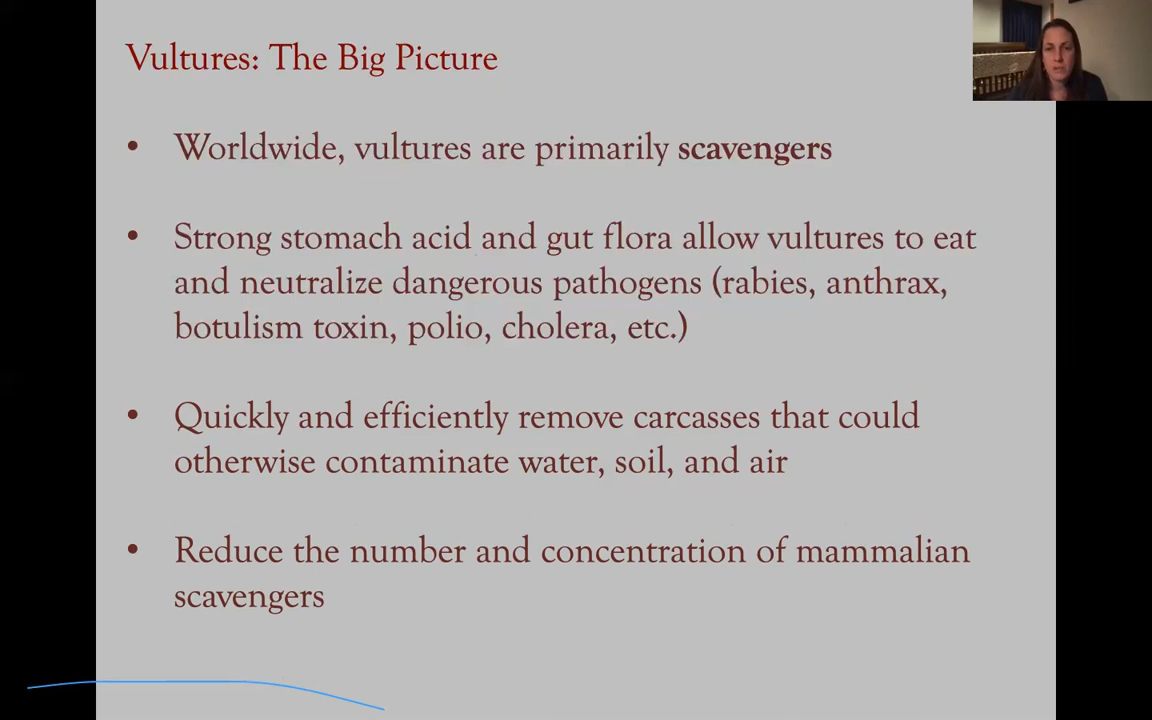 Vultures: The Big Picture
• Worldwide, vultures are primarily scavengers
• Strong stomach acid and gut flora allow vultures to eat
and neutralize dangerous pathogens (rabies, anthrax,
botulism toxin, polio, cholera, etc.)
• Quickly and efficiently remove carcasses that could
otherwise contaminate water, soil, and air
• Reduce the number and concentration of mammalian
scavengers